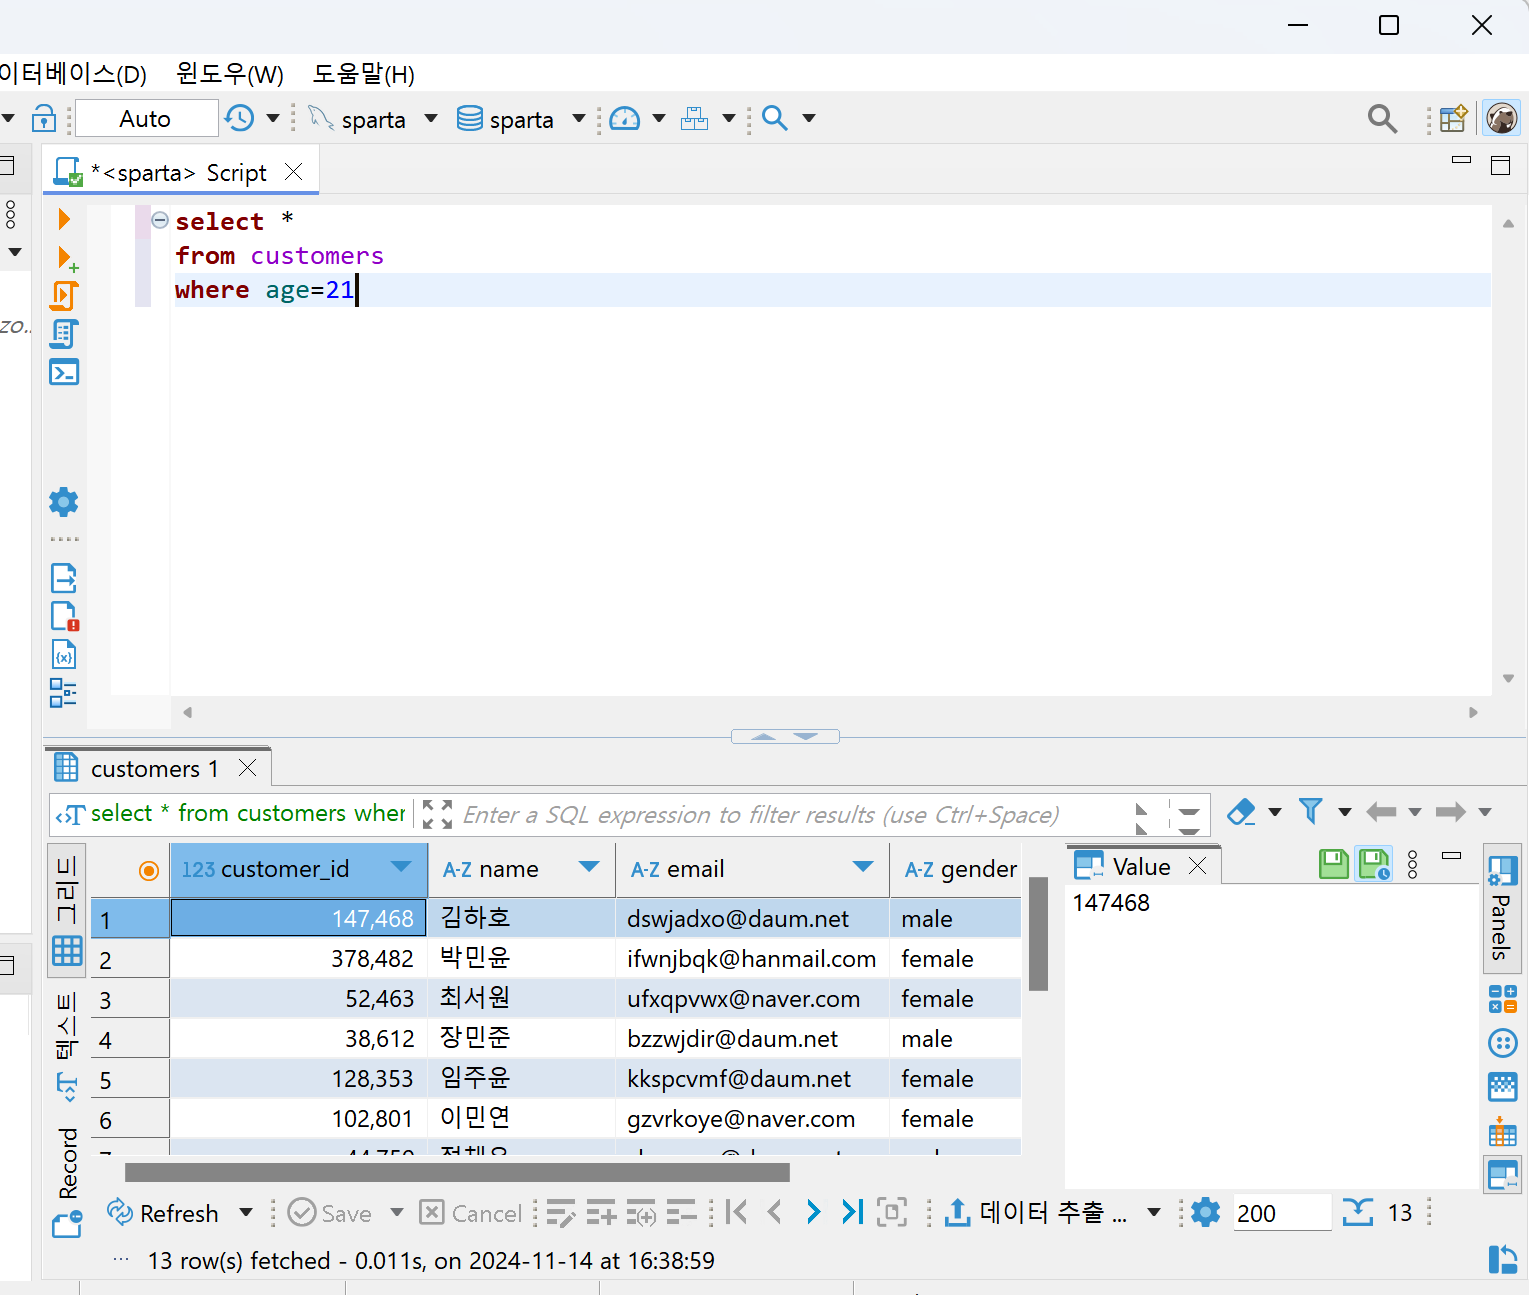 이터베이스(D) 윈도우(W) 도움말(H)
Auto sparta sparta
*<sparta> Script
select *
from customers
where age=21
zo..
customers 1
select * from customers wher Enter a SQL expression to filter results (use Ctrl+Space)
그리드
텍스트
Record
123 customer_id A-Z name A-Z email A-Z gender
1 147,468 김하호 dswjadxo@daum.net male
2 378,482 박민윤 ifwnjbqk@hanmail.com female
3 52,463 최서원 ufxqpvwx@naver.com female
4 38,612 장민준 bzzwjdir@daum.net male
5 128,353 임주윤 kkspcvmf@daum.net female
6 102,801 이민연 gzvrkoye@naver.com female
Value
147468
Panels
Refresh Save Cancel 데이터 추출 ... 200 13
13 row(s) fetched - 0.011s, on 2024-11-14 at 16:38:59